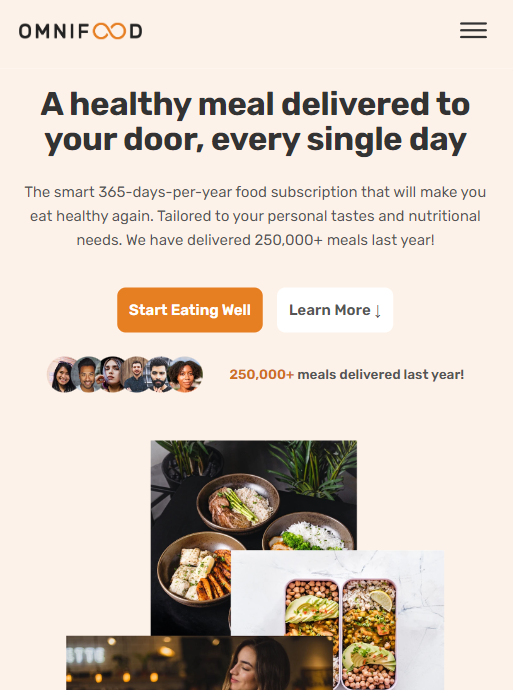 OMNIFOOD
A healthy meal delivered to
your door, every single day
The smart 365-days-per-year food subscription that will make you
eat healthy again. Tailored to your personal tastes and nutritional
needs. We have delivered 250,000+ meals last year!
Start Eating Well
Learn More ↓
250,000+ meals delivered last year!